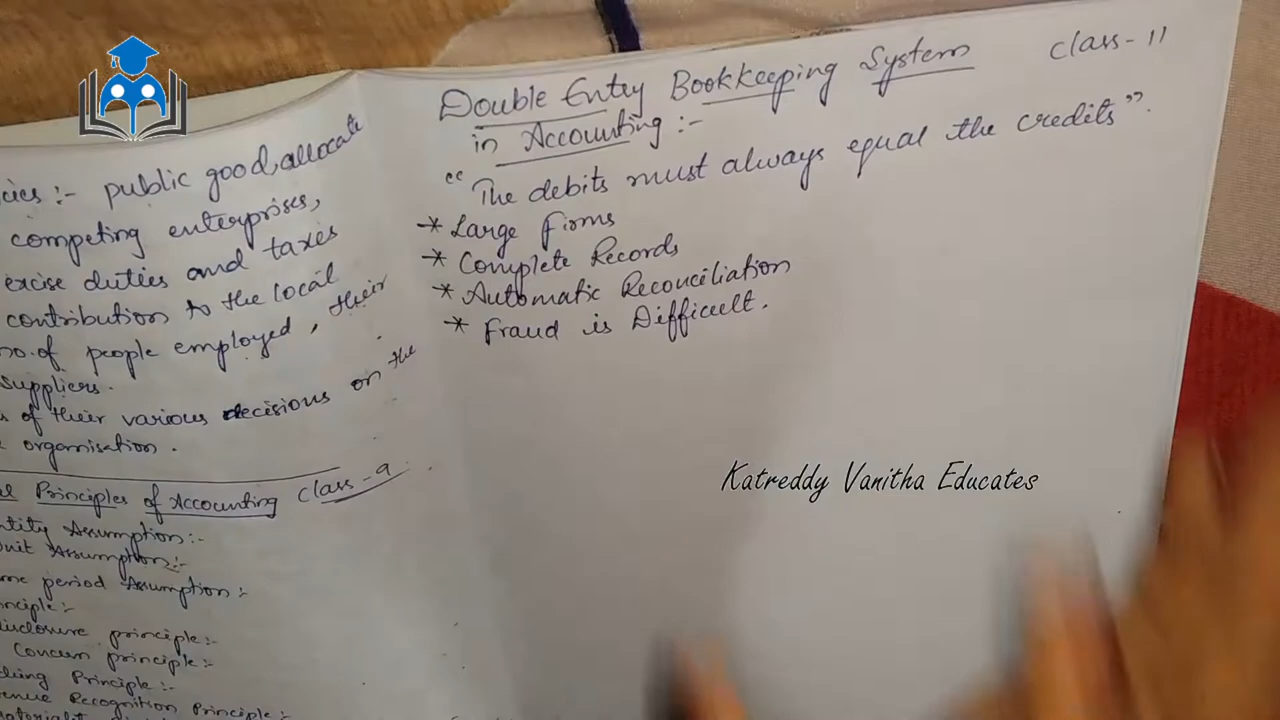 Double Entry Bookkeeping System Class-11
in Accounting :-
"The debits must always equal the credits".
* Large Firms
* Complete Records
* Automatic Reconciliation
* Fraud is Difficult.
cies :- public good, allocate
competing enterprises,
excise duties and taxes
contribution to the local
no.of people employed, their
suppliers.
of their various decisions on the
organisation.
Principles of Accounting Class-9
Assumption:-
Assumption:-
period Assumption:-
principle:-
Concern principle:-
Principle:-
Recognition Principle:-
Katreddy Vanitha Educates